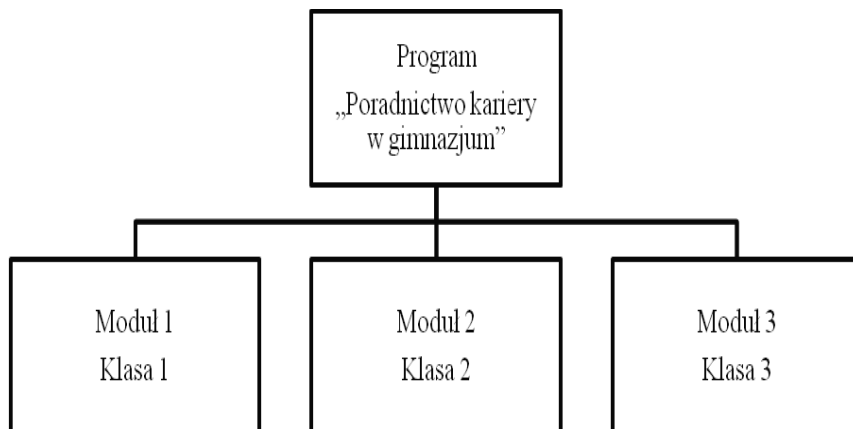 Program
„Poradnictwo kariery
w gimnazjum”
Moduł 1
Klasa 1
Moduł 2
Klasa 2
Moduł 3
Klasa 3